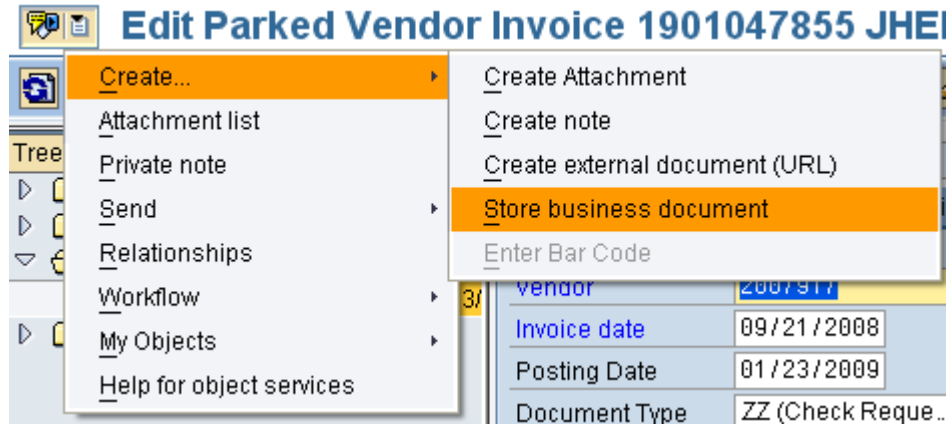 Edit Parked Vendor Invoice 1901047855 JHE
Create...
Create Attachment
Attachment list
Create note
Tree
Private note
Create external document (URL)
Send
Store business document
Relationships
Enter Bar Code
Workflow
3/
Vendor
2007917
My Objects
Invoice date
09/21/2008
Help for object services
Posting Date
01/23/2009
Document Type
ZZ (Check Reque..